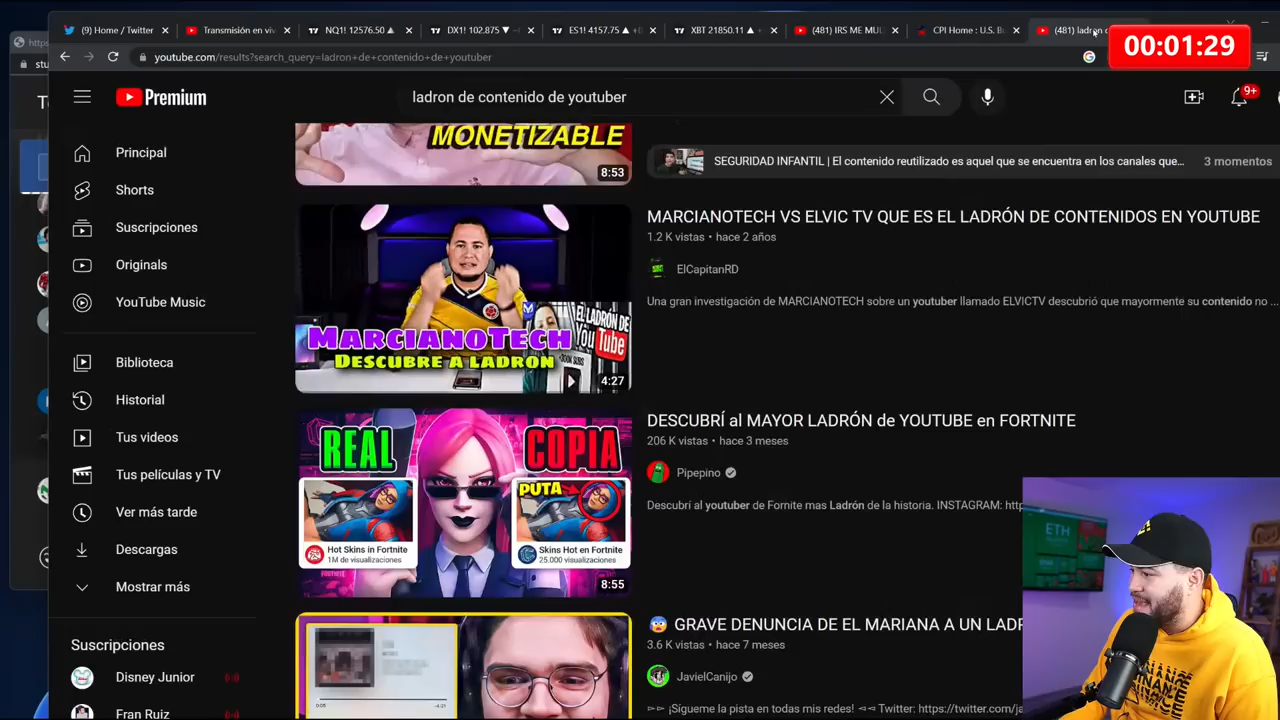 (9) Home / Twitter
Transmisión en viv
NQ1! 12576.50
DX1! 102.875
ES1! 4157.75
XBT 21850.11
(481) IRS ME MUL
CPI Home : U.S. Bu
(481) ladron
00:01:29
https
stu
youtube.com/results?search_query=ladron+de+contenido+de+youtuber
Premium
ladron de contenido de youtuber
9+
Principal
Shorts
Suscripciones
Originals
YouTube Music
Biblioteca
Historial
Tus videos
Tus películas y TV
Ver más tarde
Descargas
Mostrar más
Suscripciones
Disney Junior
Fran Ruiz
MONETIZABLE
8:53
SEGURIDAD INFANTIL | El contenido reutilizado es aquel que se encuentra en los canales que...
3 momentos
MARCIANOTECH
DESCUBRE A LADRÓN
EL LADRÓN DE
YouTube
4:27
MARCIANOTECH VS ELVIC TV QUE ES EL LADRÓN DE CONTENIDOS EN YOUTUBE
1.2 K vistas • hace 2 años
ElCapitanRD
Una gran investigación de MARCIANOTECH sobre un youtuber llamado ELVICTV descubrió que mayormente su contenido no ...
REAL
COPIA
PUTA
Hot Skins in Fortnite
1M de visualizaciones
Skins Hot en Fortnite
25.000 visualizaciones
8:55
DESCUBRÍ al MAYOR LADRÓN de YOUTUBE en FORTNITE
206 K vistas • hace 3 meses
Pipepino
Descubrí al youtuber de Fornite mas Ladrón de la historia. INSTAGRAM: http
GRAVE DENUNCIA DE EL MARIANA A UN LADR
3.6 K vistas • hace 7 meses
JavielCanijo
►► ¡Sigueme la pista en todas mis redes! ◄◄ Twitter: https://twitter.com/ja
ETH